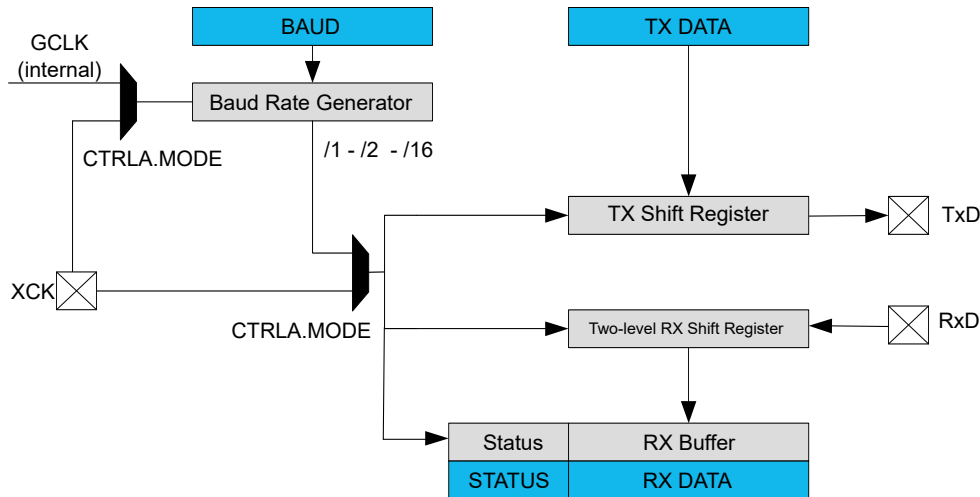 BAUD
TX DATA
GCLK
(internal)
Baud Rate Generator
/1 - /2 - /16
CTRLA.MODE
TX Shift Register
TxD
XCK
CTRLA.MODE
Two-level RX Shift Register
RxD
Status
RX Buffer
STATUS
RX DATA